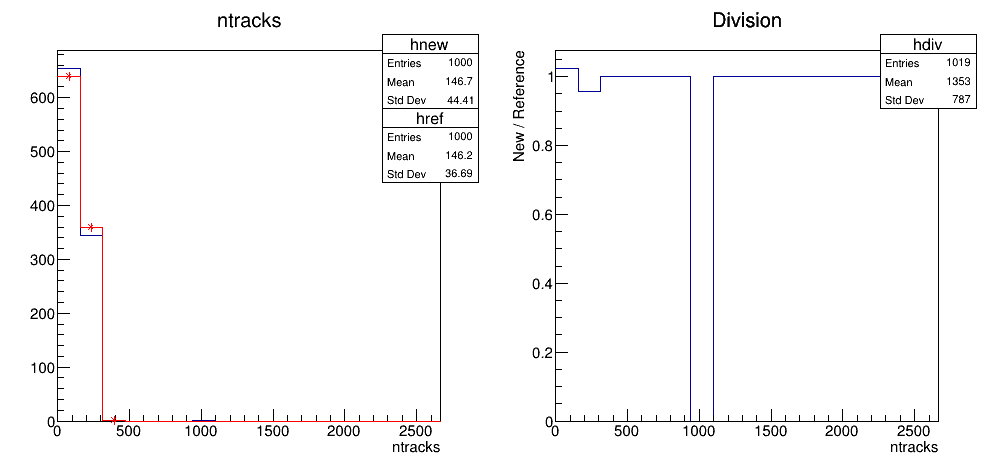 ntracks
hnew
Entries 1000
Mean 146.7
Std Dev 44.41
href
Entries 1000
Mean 146.2
Std Dev 36.69
600
500
400
300
200
100
0
0 500 1000 1500 2000 2500
ntracks
Division
hdiv
Entries 1019
Mean 1353
Std Dev 787
New / Reference
1
0.8
0.6
0.4
0.2
0
0 500 1000 1500 2000 2500
ntracks